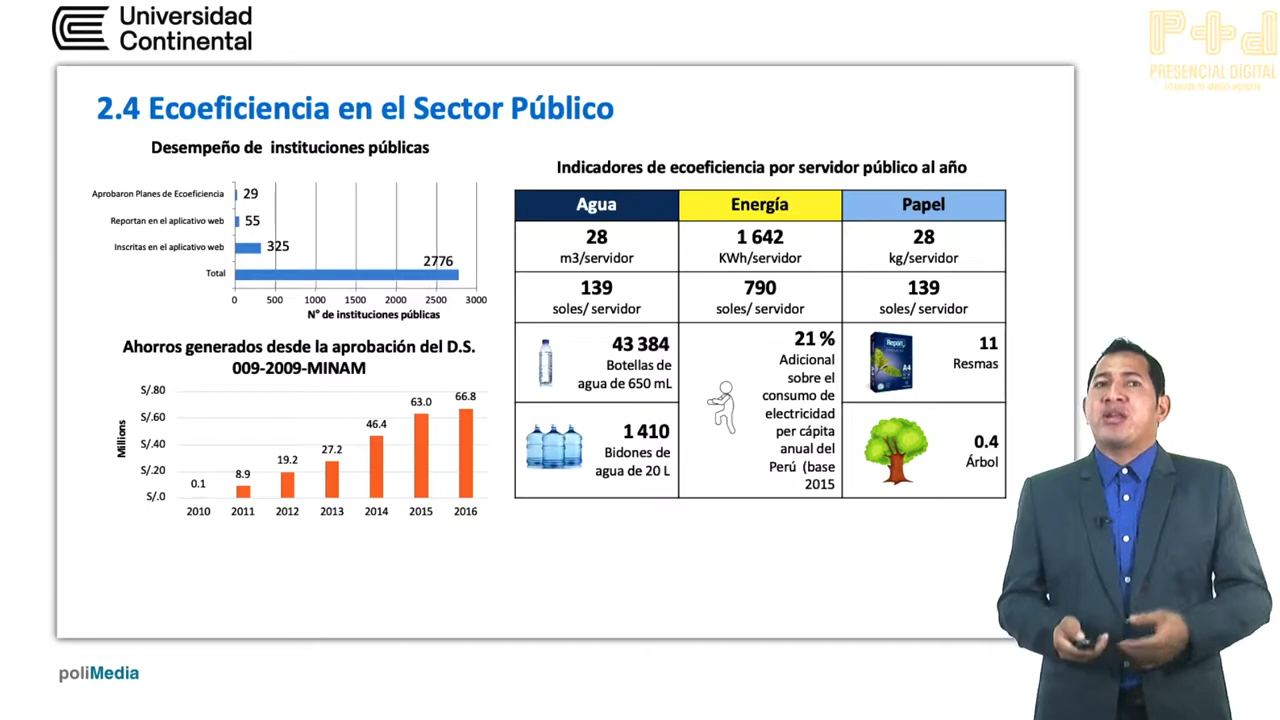 Universidad
Continental
P+d
PRESENCIAL DIGITAL
2.4 Ecoeficiencia en el Sector Público
Desempeño de instituciones públicas
Aprobaron Planes de Ecoeficiencia
29
Reportan en el aplicativo web
55
Inscritas en el aplicativo web
325
Total
2776
0 500 1000 1500 2000 2500 3000
N° de instituciones públicas
Ahorros generados desde la aprobación del D.S.
009-2009-MINAM
Millions
S/.80
S/.60
S/.40
S/.20
S/.0
0.1
8.9
19.2
27.2
46.4
63.0
66.8
2010 2011 2012 2013 2014 2015 2016
Indicadores de ecoeficiencia por servidor público al año
Agua Energía Papel
28
m3/servidor
1 642
KWh/servidor
28
kg/servidor
139
soles/ servidor
790
soles/ servidor
139
soles/ servidor
43 384
Botellas de
agua de 650 mL
1 410
Bidones de
agua de 20 L
21 %
Adicional
sobre el
consumo de
electricidad
per cápita
anual del
Perú (base
2015
Report
A4
11
Resmas
0.4
Árbol
poliMedia